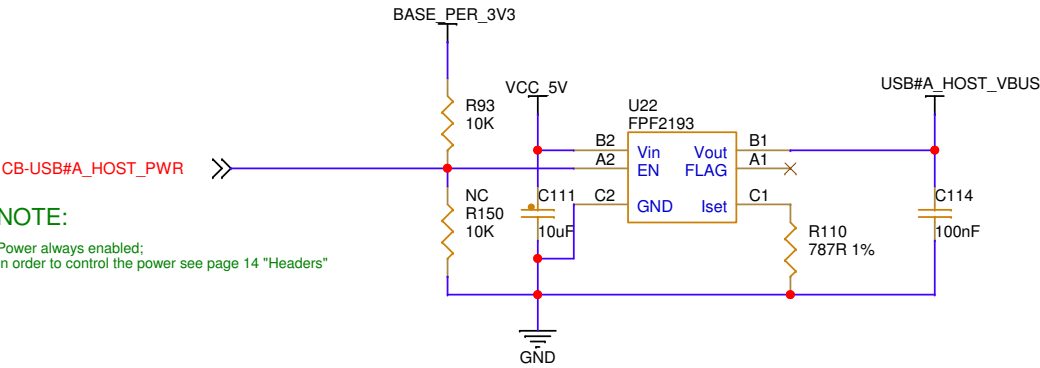 BASE_PER_3V3
R93
10K
VCC_5V
USB#A_HOST_VBUS
U22
FPF2193
B2
A2
C2
Vin
EN
GND
Vout
FLAG
Iset
B1
A1
C1
CB-USB#A_HOST_PWR
NC
R150
10K
C111
10uF
C114
100nF
R110
787R 1%
NOTE:
Power always enabled;
in order to control the power see page 14 "Headers"
GND